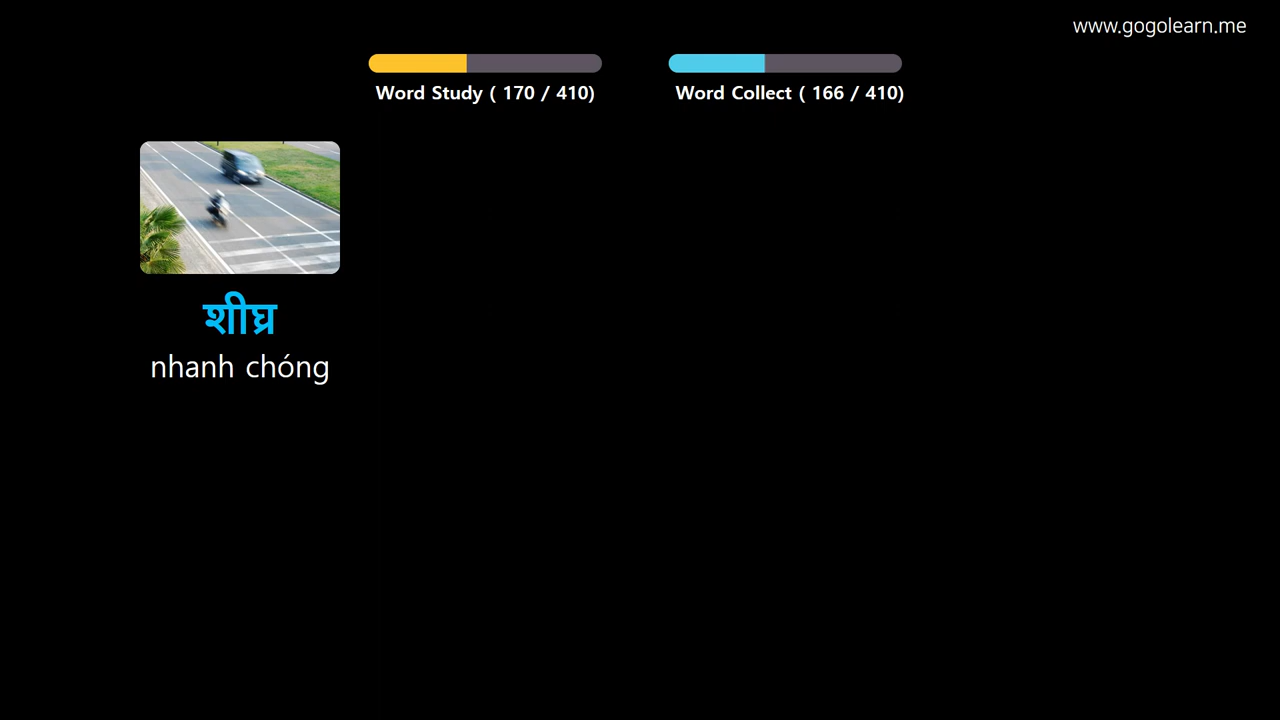 www.gogolearn.me
Word Study ( 170 / 410)
Word Collect ( 166 / 410)
शीघ्र
nhanh chóng